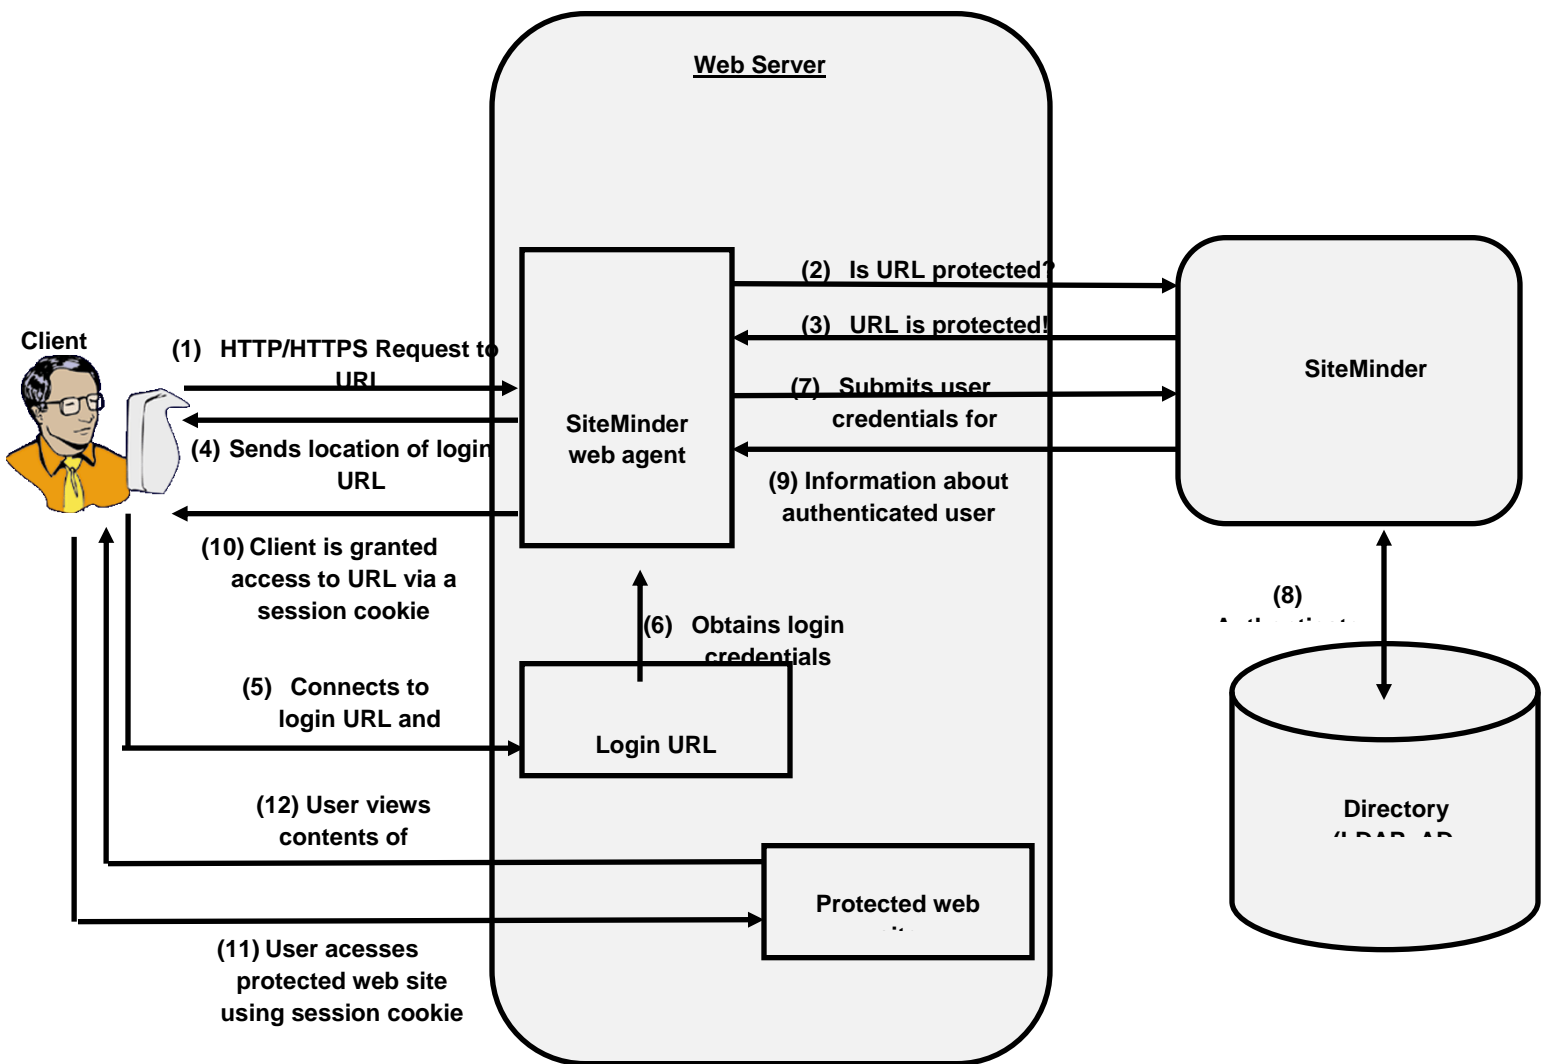 Web Server
Client
(1) HTTP/HTTPS Request to
URL
(2) Is URL protected?
(3) URL is protected!
SiteMinder
(7) Submits user
credentials for
SiteMinder
web agent
(4) Sends location of login
URL
(9) Information about
authenticated user
(10) Client is granted
access to URL via a
session cookie
(8)
(6) Obtains login
credentials
(5) Connects to
login URL and
Login URL
(12) User views
contents of
Directory
Protected web
(11) User acesses
protected web site
using session cookie